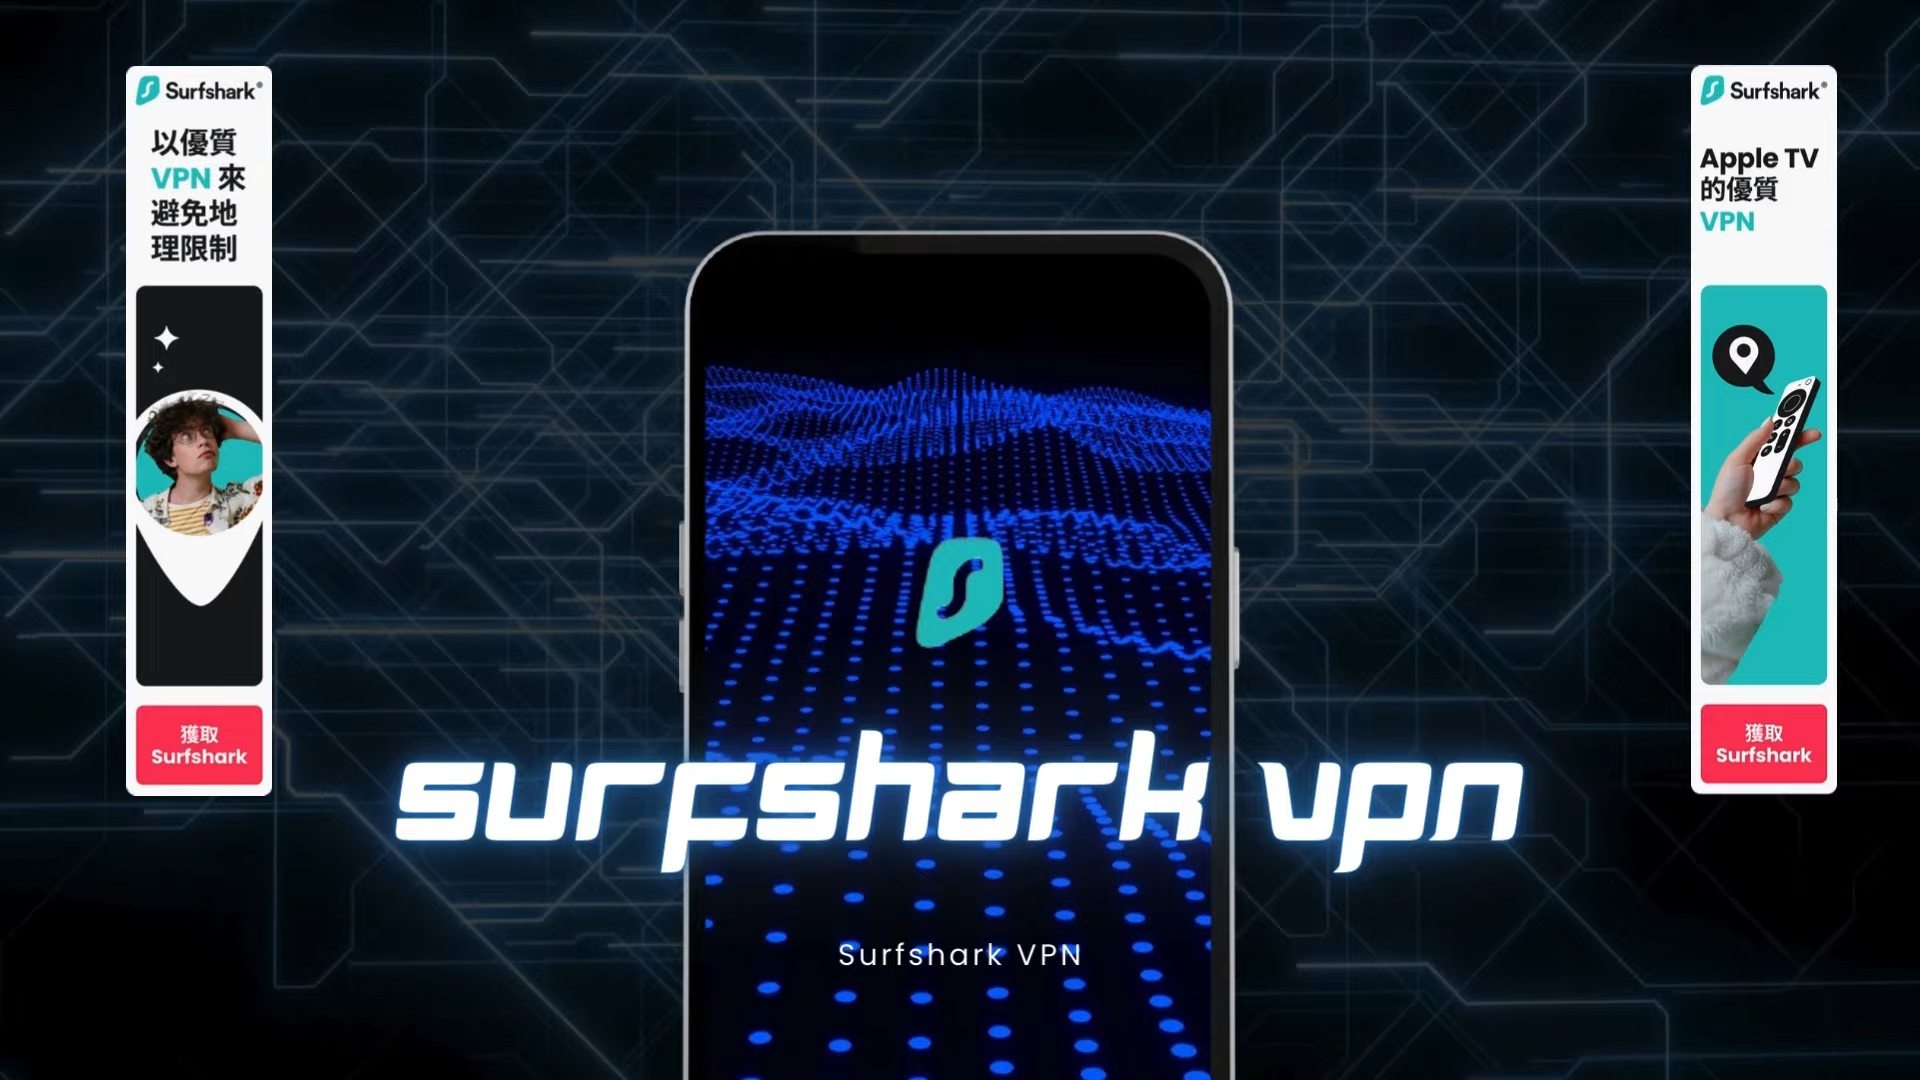 Surfshark®
以優質
VPN 來
避免地
理限制
獲取
Surfshark
Surfshark®
Apple TV
的優質
VPN
獲取
Surfshark
surfshark vpn
Surfshark VPN